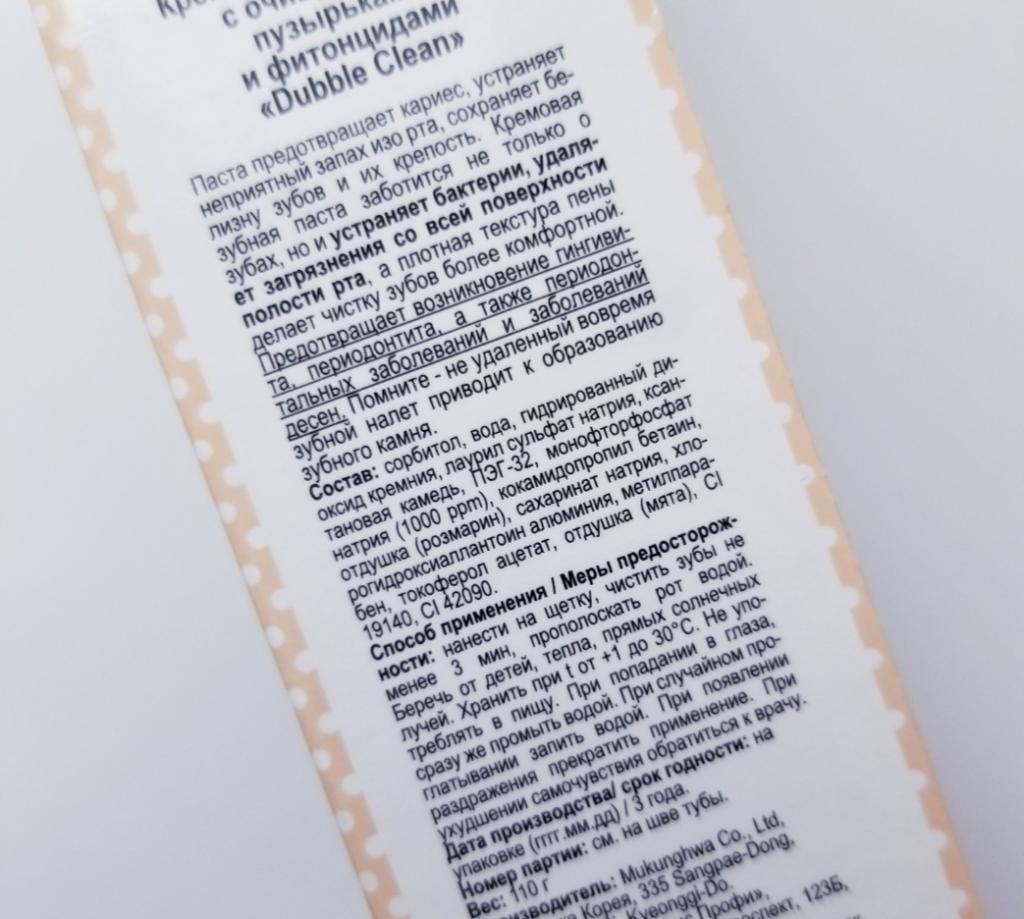 с
и фитонцидами
«Dubble Clean»
Паста предотвращает кариес, устраняет
неприятный запах изо рта, сохраняет бе-
лизну зубов и их крепость. Кремовая
зубная паста заботится не только о
зубах, но и устраняет бактерии, удаля-
ет загрязнения со всей поверхности
полости рта, а плотная текстура пены
делает чистку зубов более комфортной.
Предотвращает возникновение гингиви-
та, периодонтита, а также периодон-
тальных заболеваний и заболеваний
десен. Помните - не удаленный вовремя
зубной налет приводит к образованию
зубного камня.
Состав: сорбитол, вода, гидрированный ди-
оксид кремния, лаурил сульфат натрия, ксан-
тановая камедь, ПЭГ-32, монофторфосфат
натрия (1000 ppm), кокамидопропил бетаин,
отдушка (розмарин), сахаринат натрия, хло-
рогидроксиаллантоин алюминия, метилпара-
бен, токоферол ацетат, отдушка (мята), CI
19140, CI 42090.
Способ применения / Меры предосторож-
ности: нанести на щетку, чистить зубы не
менее 3 мин, прополоскать рот водой.
Беречь от детей, тепла, прямых солнечных
лучей. Хранить при t от +1 до 30°C. Не упо-
треблять в пищу. При попадании в глаза,
сразу же промыть водой. При случайном про-
глатывании запить водой. При появлении
раздражения прекратить применение. При
ухудшении самочувствия обратиться к врачу.
Дата производства/ срок годности: на
упаковке (гггг.мм.дд) / 3 года.
Номер партии: см. на шве тубы.
Вес: 110 г
Mukunghwa Co., Ltd.
Корея, 335 Sangpae-Dong,
Kyeonggi-Do.
Профи»,
123Б,